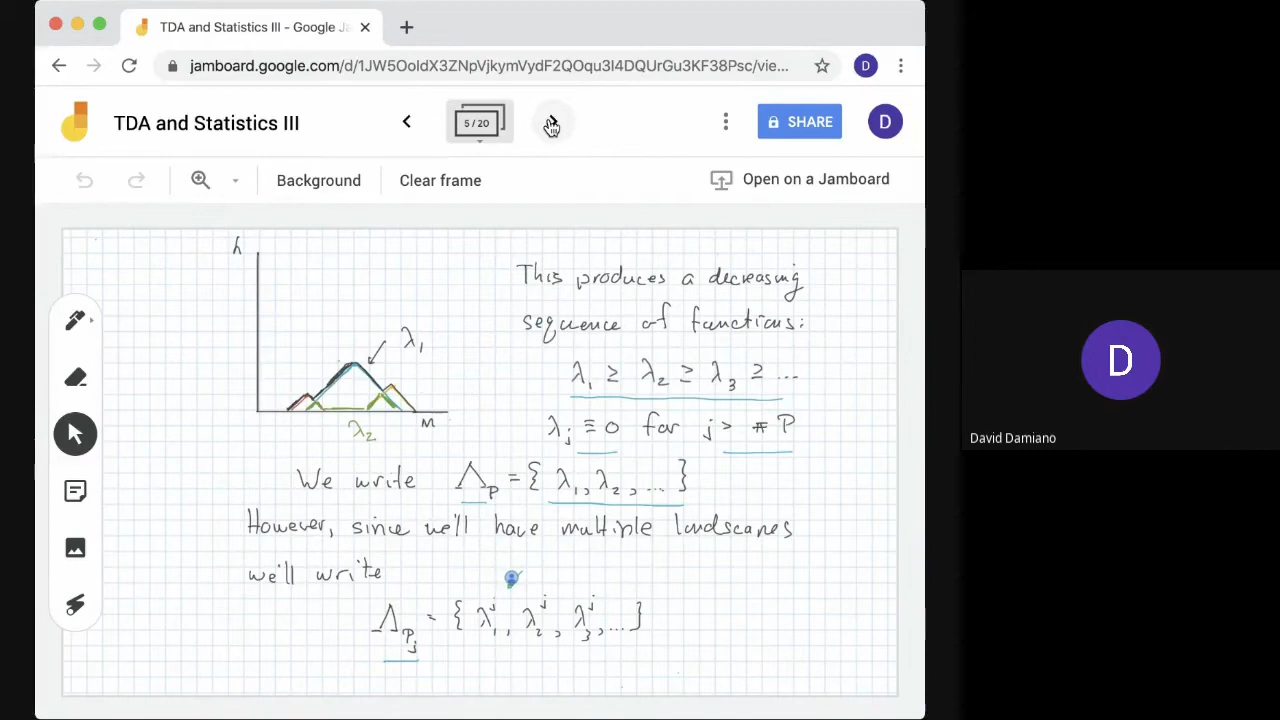 TDA and Statistics III - Google Ja
jamboard.google.com/d/1JW5OoldX3ZNpVjkymVydF2QOqu3I4DQUrGu3KF38Psc/vie...
D
TDA and Statistics III
5 / 20
SHARE
D
Background
Clear frame
Open on a Jamboard
h
This produces a decreasing
sequence of functions:
λ₁
λ₁ ≥ λ₂ ≥ λ₃ ≥ ...
λⱼ ≡ 0 for j > # P
λ₂
M
We write Λ_P = { λ₁, λ₂, ... }
However, since we'll have multiple landscapes
we'll write
Λ_Pⱼ = { λ₁ʲ, λ₂ʲ, λ₃ʲ, ... }
D
David Damiano